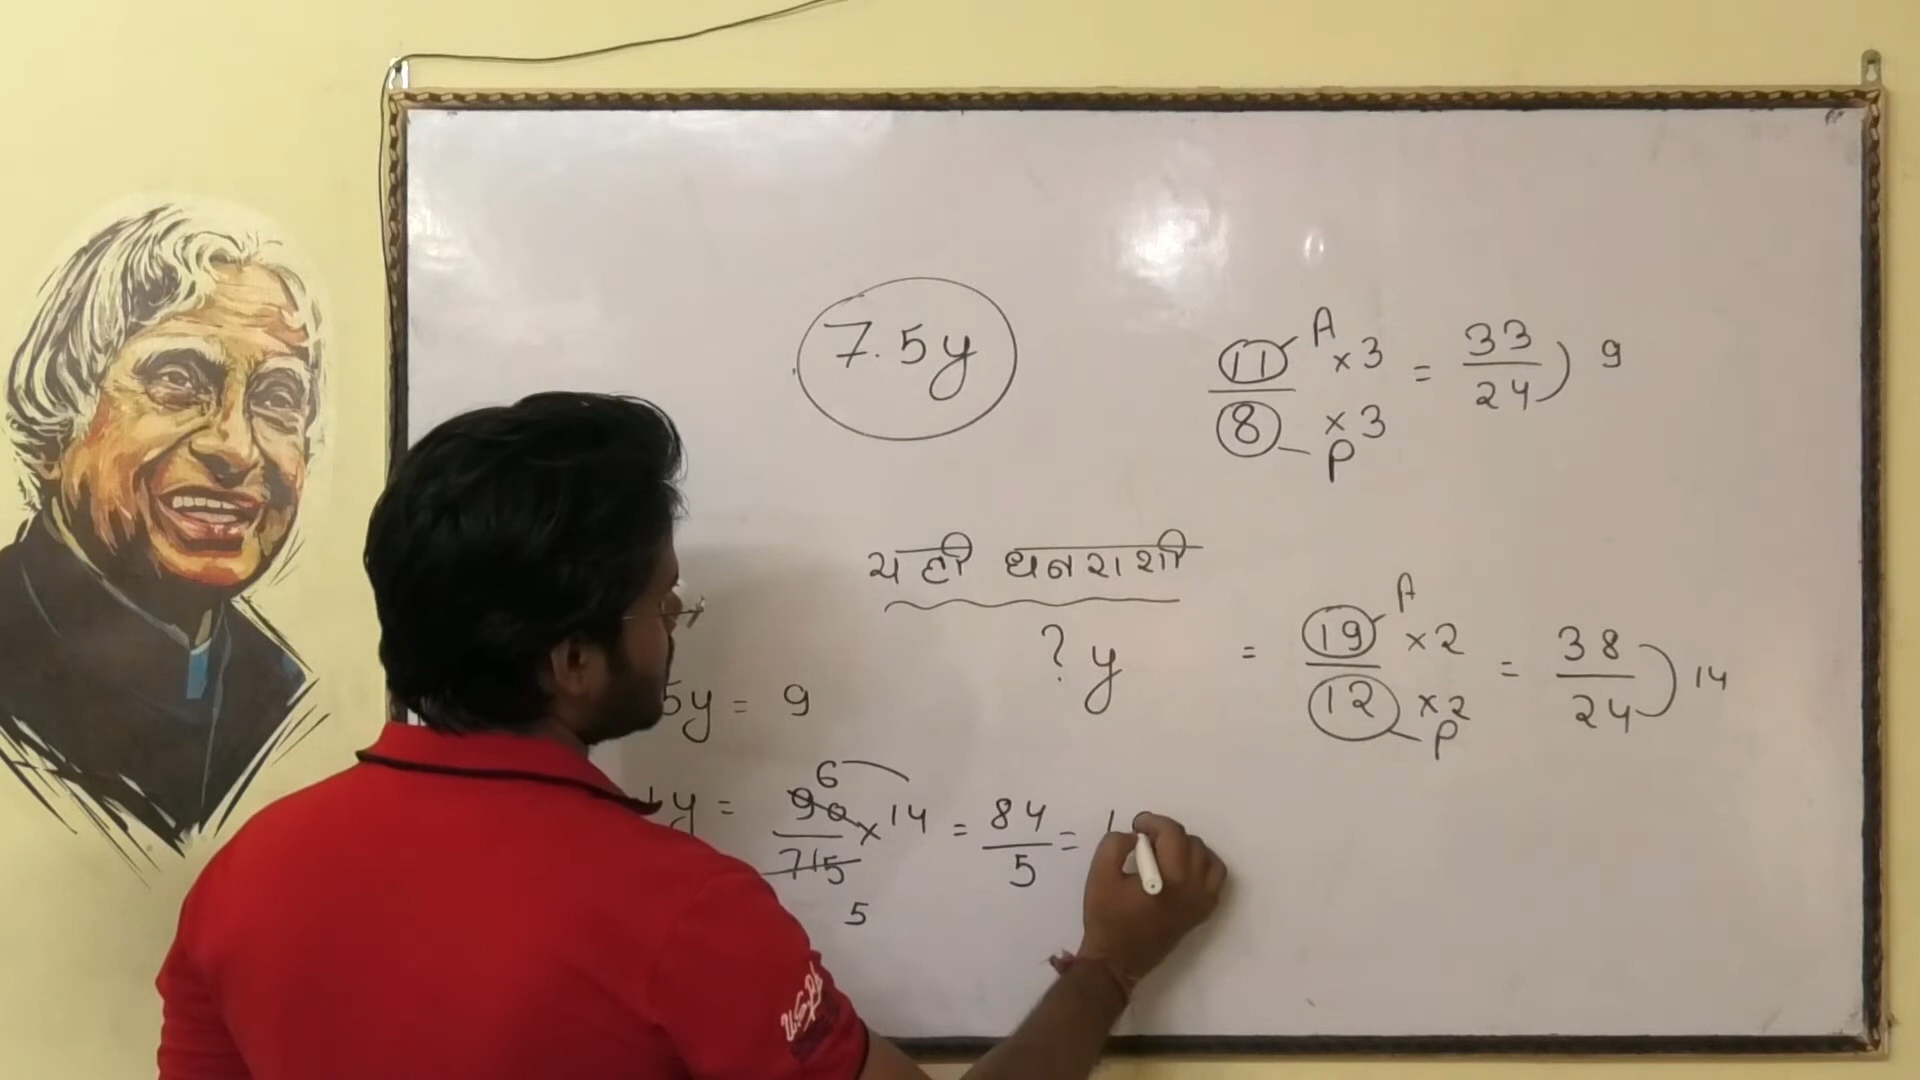 7.5y
11 A ×3 = 33 ) 9
8 ×3 24
P
यही धनराशी
?y
= 19 A ×2 = 38 ) 14
12 ×2 24
P
5y = 9
6
y = 90 × 14 = 84 = 1
75 5
5